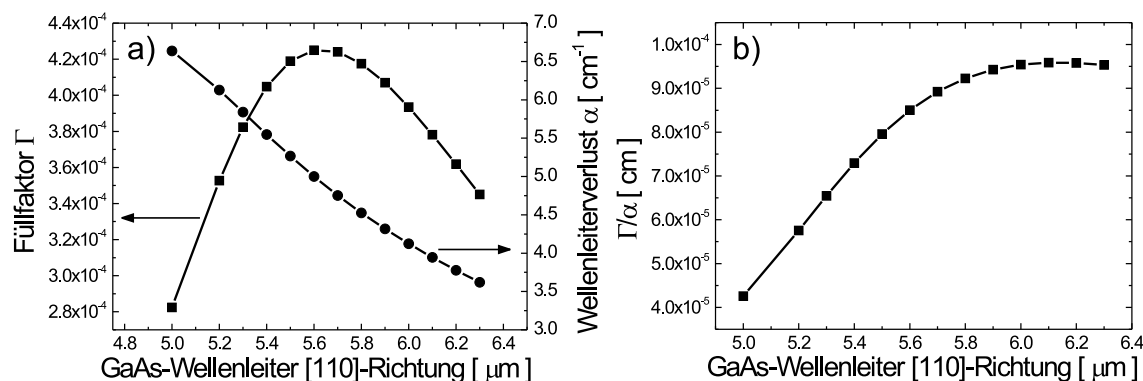 a)
Füllfaktor Γ
4.4x10⁻⁴
4.2x10⁻⁴
4.0x10⁻⁴
3.8x10⁻⁴
3.6x10⁻⁴
3.4x10⁻⁴
3.2x10⁻⁴
3.0x10⁻⁴
2.8x10⁻⁴
4.8 5.0 5.2 5.4 5.6 5.8 6.0 6.2 6.4
GaAs-Wellenleiter [110]-Richtung [ μm]
7.0
6.5
6.0
5.5
5.0
4.5
4.0
3.5
3.0
Wellenleiterverlust α [ cm⁻¹]
b)
Γ/α [ cm]
1.0x10⁻⁴
9.0x10⁻⁵
8.0x10⁻⁵
7.0x10⁻⁵
6.0x10⁻⁵
5.0x10⁻⁵
4.0x10⁻⁵
5.0 5.2 5.4 5.6 5.8 6.0 6.2 6.4
GaAs-Wellenleiter [110]-Richtung [ μm]